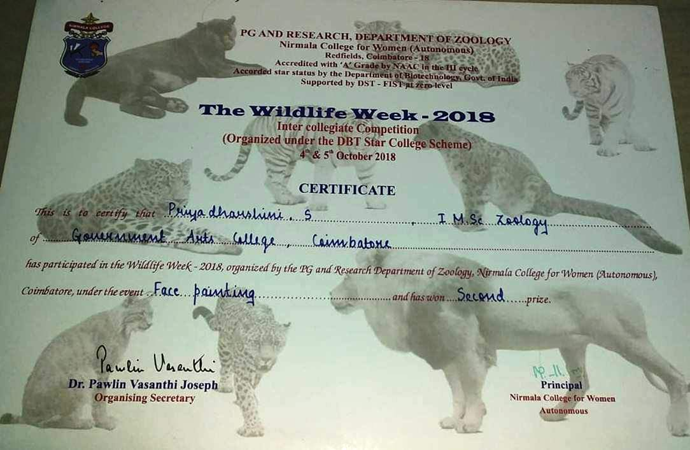 NIRMALA COLLEGE
PG AND RESEARCH, DEPARTMENT OF ZOOLOGY
Nirmala College for Women (Autonomous)
Redfields, Coimbatore - 18
Accredited with 'A' Grade by NAAC in the III cycle
Accorded star status by the Department of Biotechnology, Govt. of India
Supported by DST - FIST at zero level
The Wildlife Week - 2018
Inter collegiate Competition
(Organized under the DBT Star College Scheme)
4th & 5th October 2018
CERTIFICATE
This is to certify that Priyadharshini. S , I M.Sc Zoology
of Government Arts College, Coimbatore
has participated in the Wildlife Week - 2018, organized by the PG and Research Department of Zoology, Nirmala College for Women (Autonomous),
Coimbatore, under the event Face painting and has won Second prize.
Pawlin Vasanthi
Dr. Pawlin Vasanthi Joseph
Organising Secretary
Principal
Nirmala College for Women
Autonomous